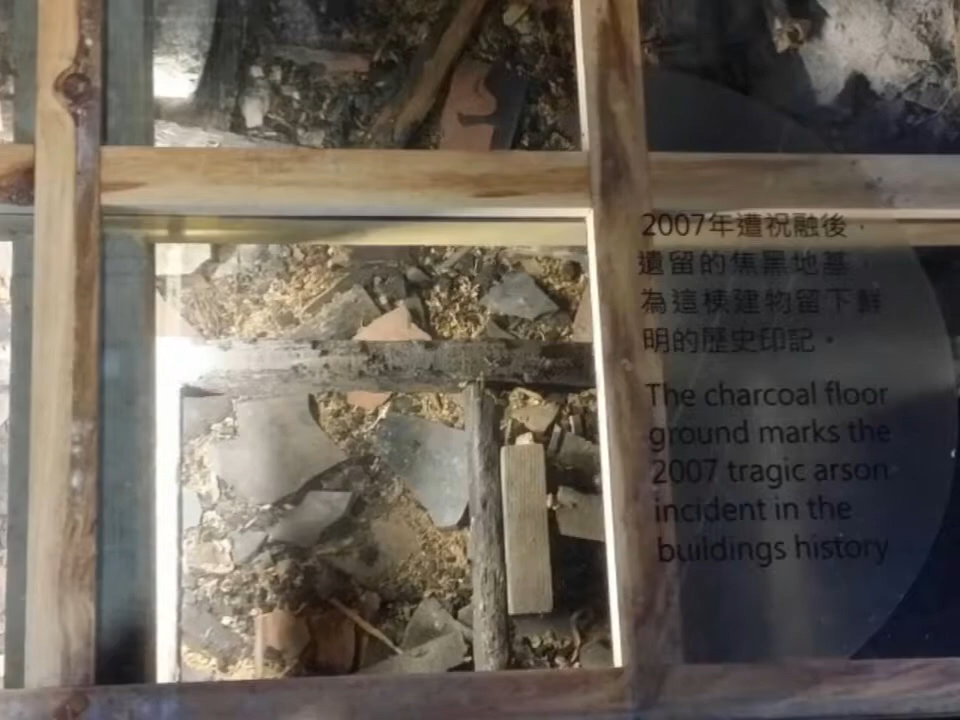 2007年遭祝融後，
遺留的焦黑地基，
為這棟建物留下鮮
明的歷史印記。
The charcoal floor
ground marks the
2007 tragic arson
incident in the
buildings history